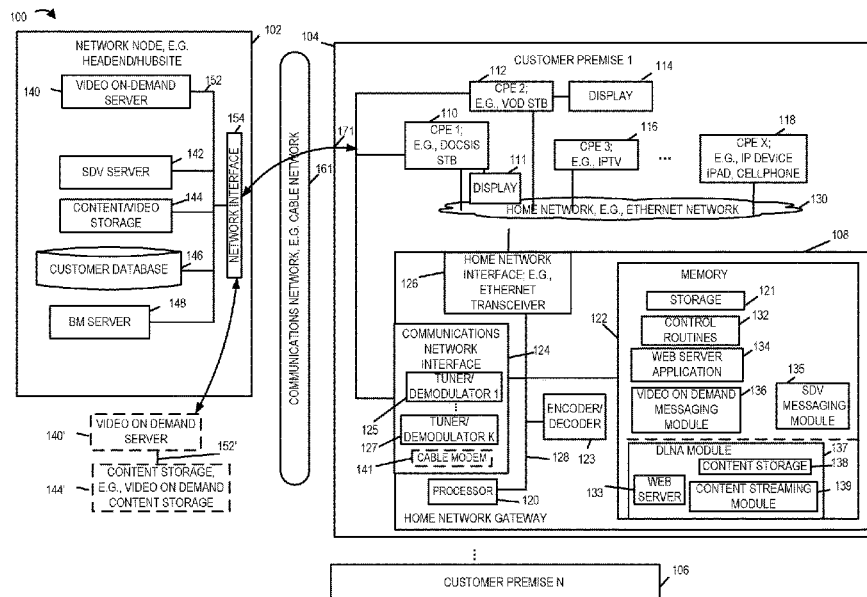 100
NETWORK NODE, E.G.
HEADEND/HUBSITE
102
140
VIDEO ON-DEMAND
SERVER
152
154
SDV SERVER
142
CONTENT/VIDEO
STORAGE
144
CUSTOMER DATABASE
146
BM SERVER
148
NETWORK INTERFACE
140'
VIDEO ON DEMAND
SERVER
152'
144'
CONTENT STORAGE,
E.G., VIDEO ON DEMAND
CONTENT STORAGE
COMMUNICATIONS NETWORK, E.G. CABLE NETWORK
161
171
104
CUSTOMER PREMISE 1
112
CPE 2;
E.G., VOD STB
114
DISPLAY
110
CPE 1;
E.G., DOCSIS
STB
111
DISPLAY
116
CPE 3;
E.G., IPTV
...
118
CPE X;
E.G., IP DEVICE
iPAD, CELLPHONE
HOME NETWORK, E.G., ETHERNET NETWORK
130
108
126
HOME NETWORK
INTERFACE; E.G.,
ETHERNET
TRANSCEIVER
COMMUNICATIONS
NETWORK
INTERFACE
124
TUNER/
DEMODULATOR 1
125
TUNER/
DEMODULATOR K
127
141
CABLE MODEM
128
ENCODER/
DECODER
123
PROCESSOR
120
HOME NETWORK GATEWAY
122
MEMORY
STORAGE
121
CONTROL
ROUTINES
132
WEB SERVER
APPLICATION
134
VIDEO ON DEMAND
MESSAGING
MODULE
136
135
SDV
MESSAGING
MODULE
DLNA MODULE
137
CONTENT STORAGE
138
133
WEB
SERVER
CONTENT STREAMING
MODULE
139
CUSTOMER PREMISE N
106